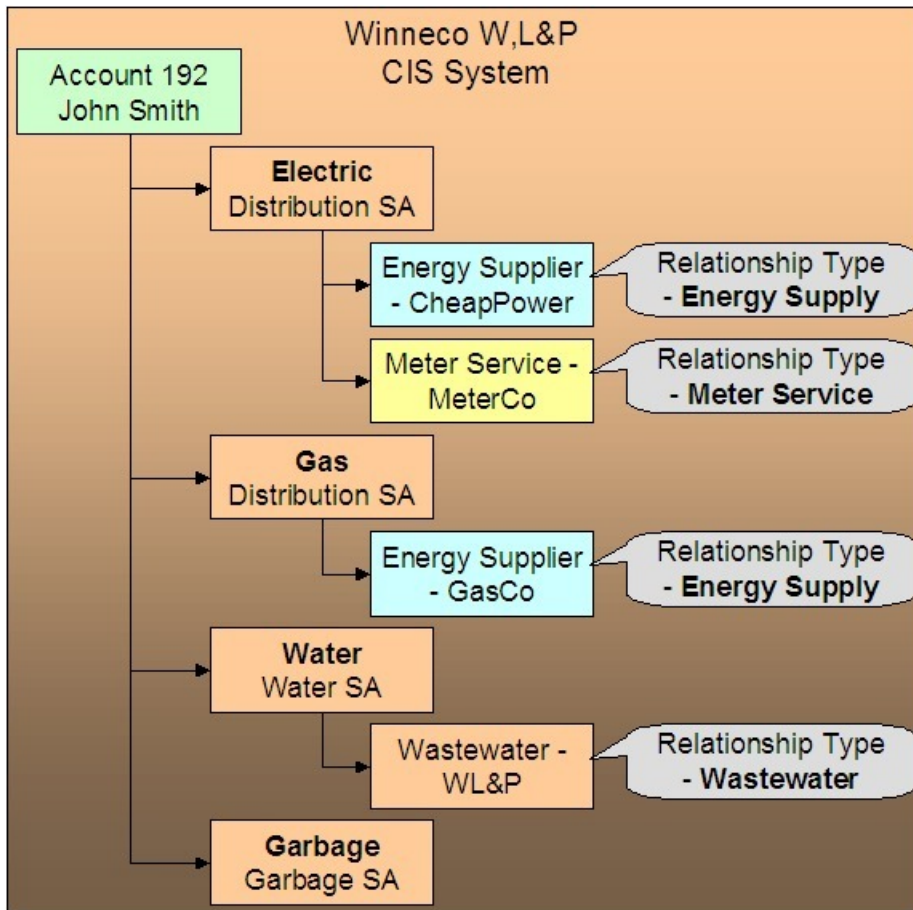 Winneco W,L&P
CIS System
Account 192
John Smith
Electric
Distribution SA
Energy Supplier
- CheapPower
Relationship Type
- Energy Supply
Meter Service -
MeterCo
Relationship Type
- Meter Service
Gas
Distribution SA
Energy Supplier
- GasCo
Relationship Type
- Energy Supply
Water
Water SA
Wastewater -
WL&P
Relationship Type
- Wastewater
Garbage
Garbage SA